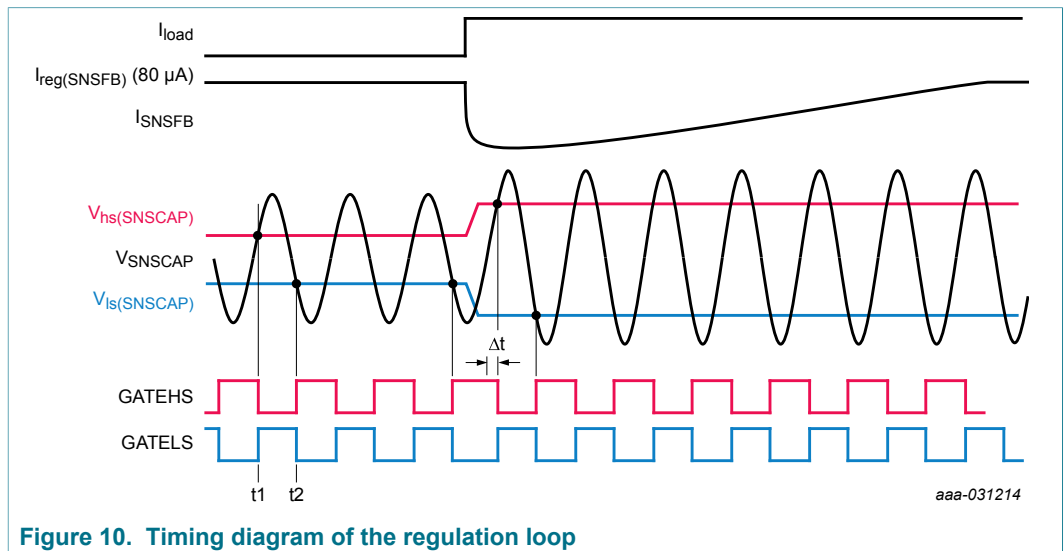 Iload
Ireg(SNSFB) (80 µA)
ISNSFB
Vhs(SNSCAP)
VSNSCAP
Vls(SNSCAP)
Δt
GATEHS
GATELS
t1 t2
aaa-031214
Figure 10. Timing diagram of the regulation loop